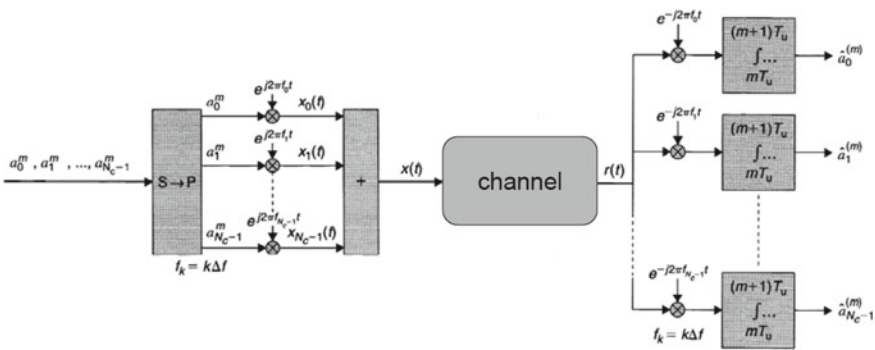 a_0^m , a_1^m , ..., a_{N_c-1}^m
S→P
f_k = kΔf
a_0^m
e^{j2πf_0t}
x_0(t)
a_1^m
e^{j2πf_1t}
x_1(t)
a_{N_c-1}^m
e^{j2πf_{N_c-1}t}
x_{N_c-1}(t)
+
x(t)
channel
r(t)
e^{-j2πf_0t}
(m+1)T_u
∫...
mT_u
â_0^{(m)}
e^{-j2πf_1t}
(m+1)T_u
∫...
mT_u
â_1^{(m)}
e^{-j2πf_{N_c-1}t}
f_k = kΔf
(m+1)T_u
∫...
mT_u
â_{N_c-1}^{(m)}